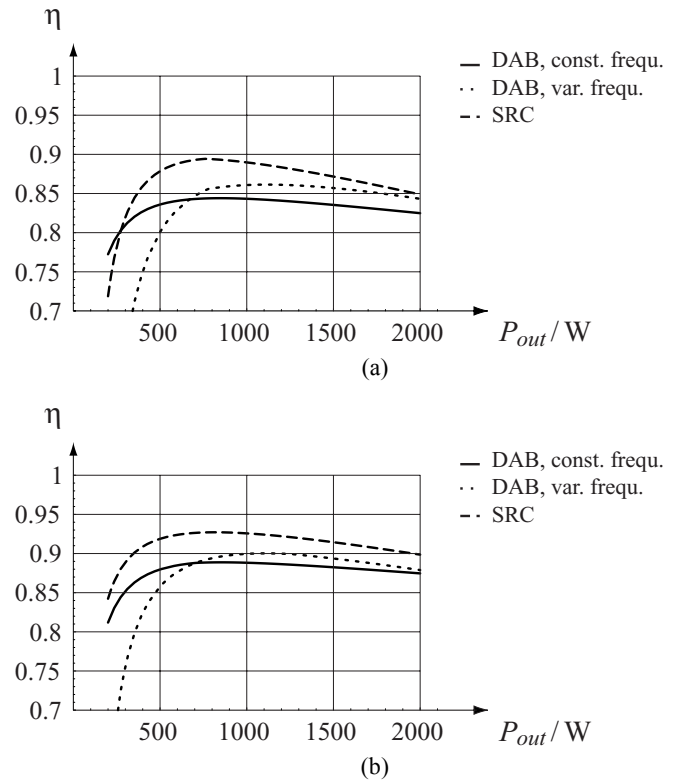 η
DAB, const. frequ.
DAB, var. frequ.
SRC
1
0.95
0.9
0.85
0.8
0.75
0.7
500 1000 1500 2000
P_out / W
(a)
η
DAB, const. frequ.
DAB, var. frequ.
SRC
1
0.95
0.9
0.85
0.8
0.75
0.7
500 1000 1500 2000
P_out / W
(b)